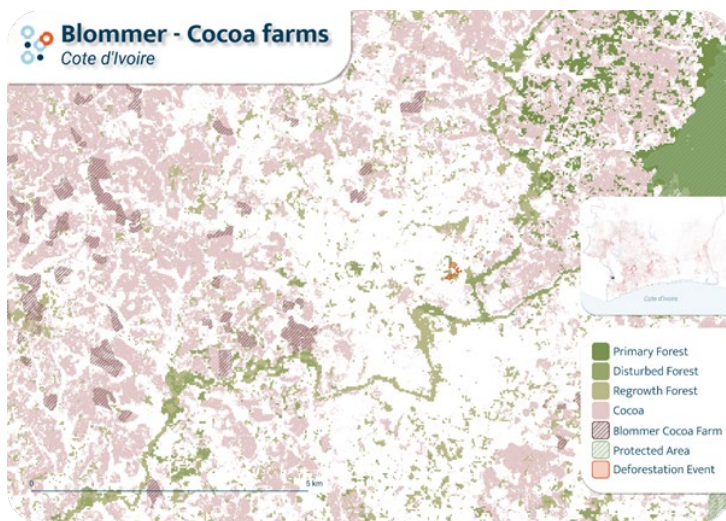 Blommer - Cocoa farms
Cote d'Ivoire
Cote d'Ivoire
Primary Forest
Disturbed Forest
Regrowth Forest
Cocoa
Blommer Cocoa Farm
Protected Area
Deforestation Event
0
5 km